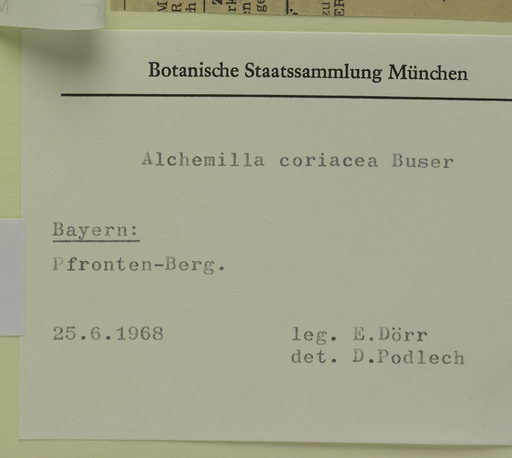 Botanische Staatssammlung München
Alchemilla coriacea Buser
Bayern:
Pfronten-Berg.
25.6.1968
leg. E.Dörr
det. D.Podlech